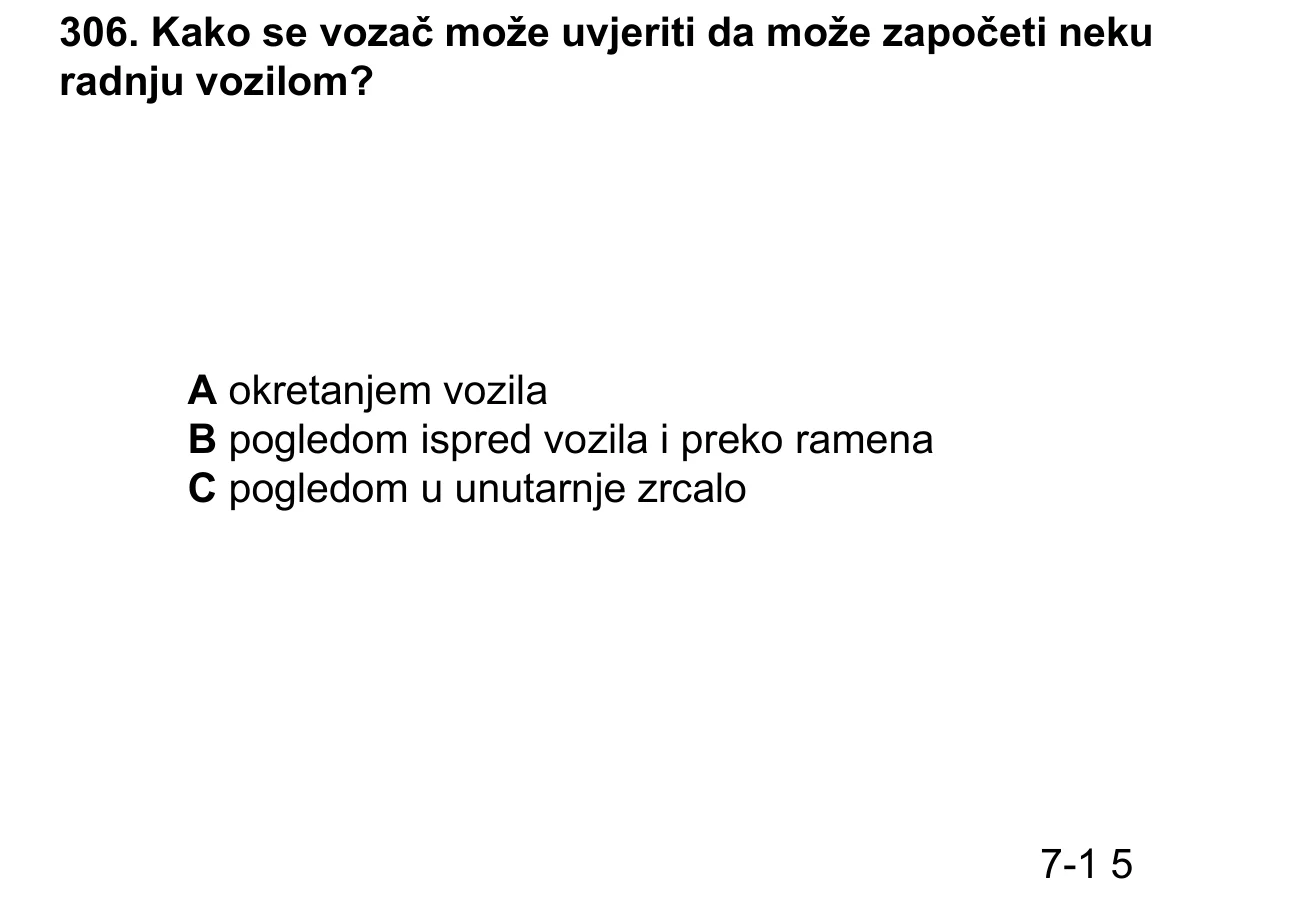 306. Kako se vozač može uvjeriti da može započeti neku
radnju vozilom?
A okretanjem vozila
B pogledom ispred vozila i preko ramena
C pogledom u unutarnje zrcalo
7-1 5